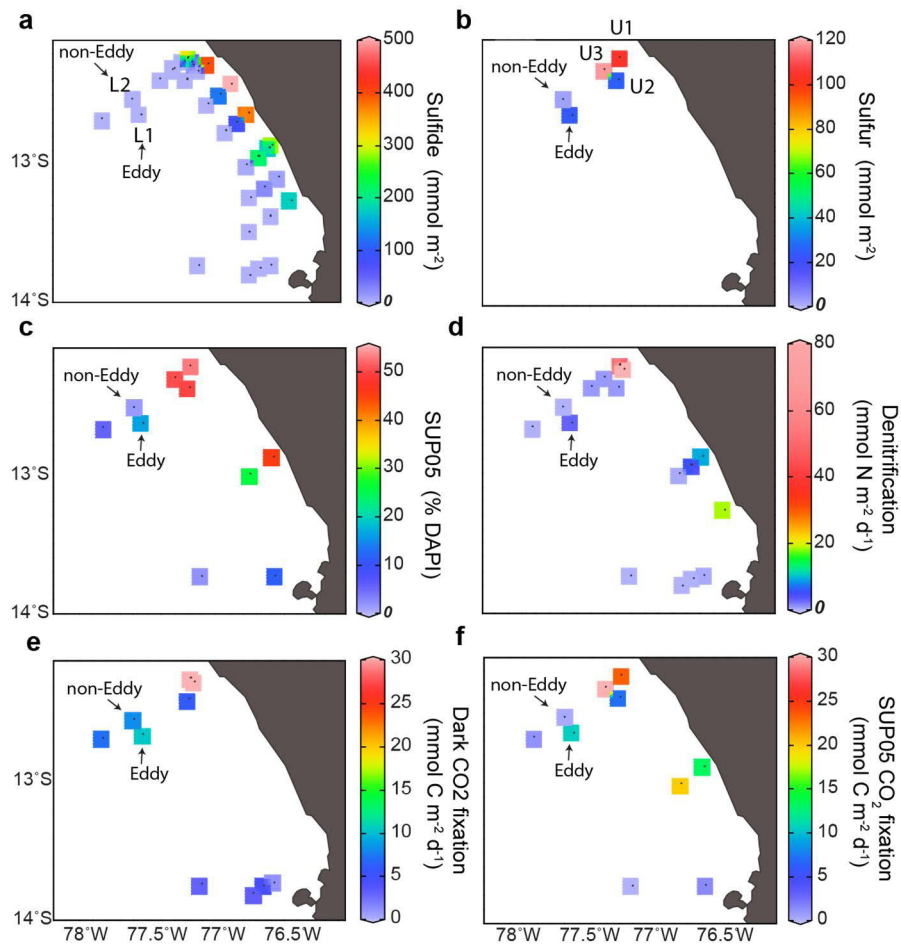 a
non-Eddy
L2
L1
Eddy
13°S
14°S
500
400
300
200
100
0
Sulfide (mmol m-2)
b
U1
U3
non-Eddy
U2
Eddy
120
100
80
60
40
20
0
Sulfur (mmol m-2)
c
non-Eddy
Eddy
13°S
14°S
50
40
30
20
10
0
SUP05 (% DAPI)
d
non-Eddy
Eddy
80
60
40
20
0
Denitrification
(mmol N m-2 d-1)
e
non-Eddy
Eddy
13°S
14°S
78°W 77.5°W 77°W 76.5°W
30
25
20
15
10
5
0
Dark CO2 fixation
(mmol C m-2 d-1)
f
non-Eddy
Eddy
78°W 77.5°W 77°W 76.5°W
30
25
20
15
10
5
0
SUP05 CO2 fixation
(mmol C m-2 d-1)